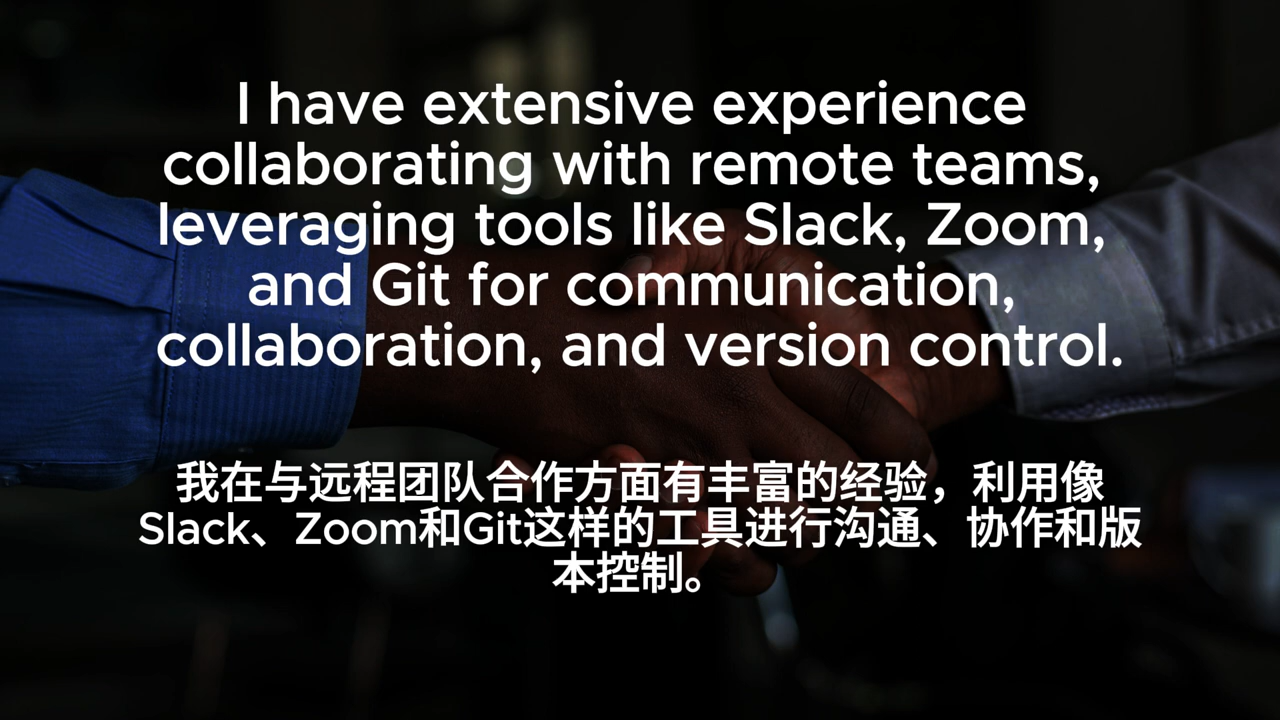 I have extensive experience
collaborating with remote teams,
leveraging tools like Slack, Zoom,
and Git for communication,
collaboration, and version control.
我在与远程团队合作方面有丰富的经验，利用像
Slack、Zoom和Git这样的工具进行沟通、协作和版
本控制。